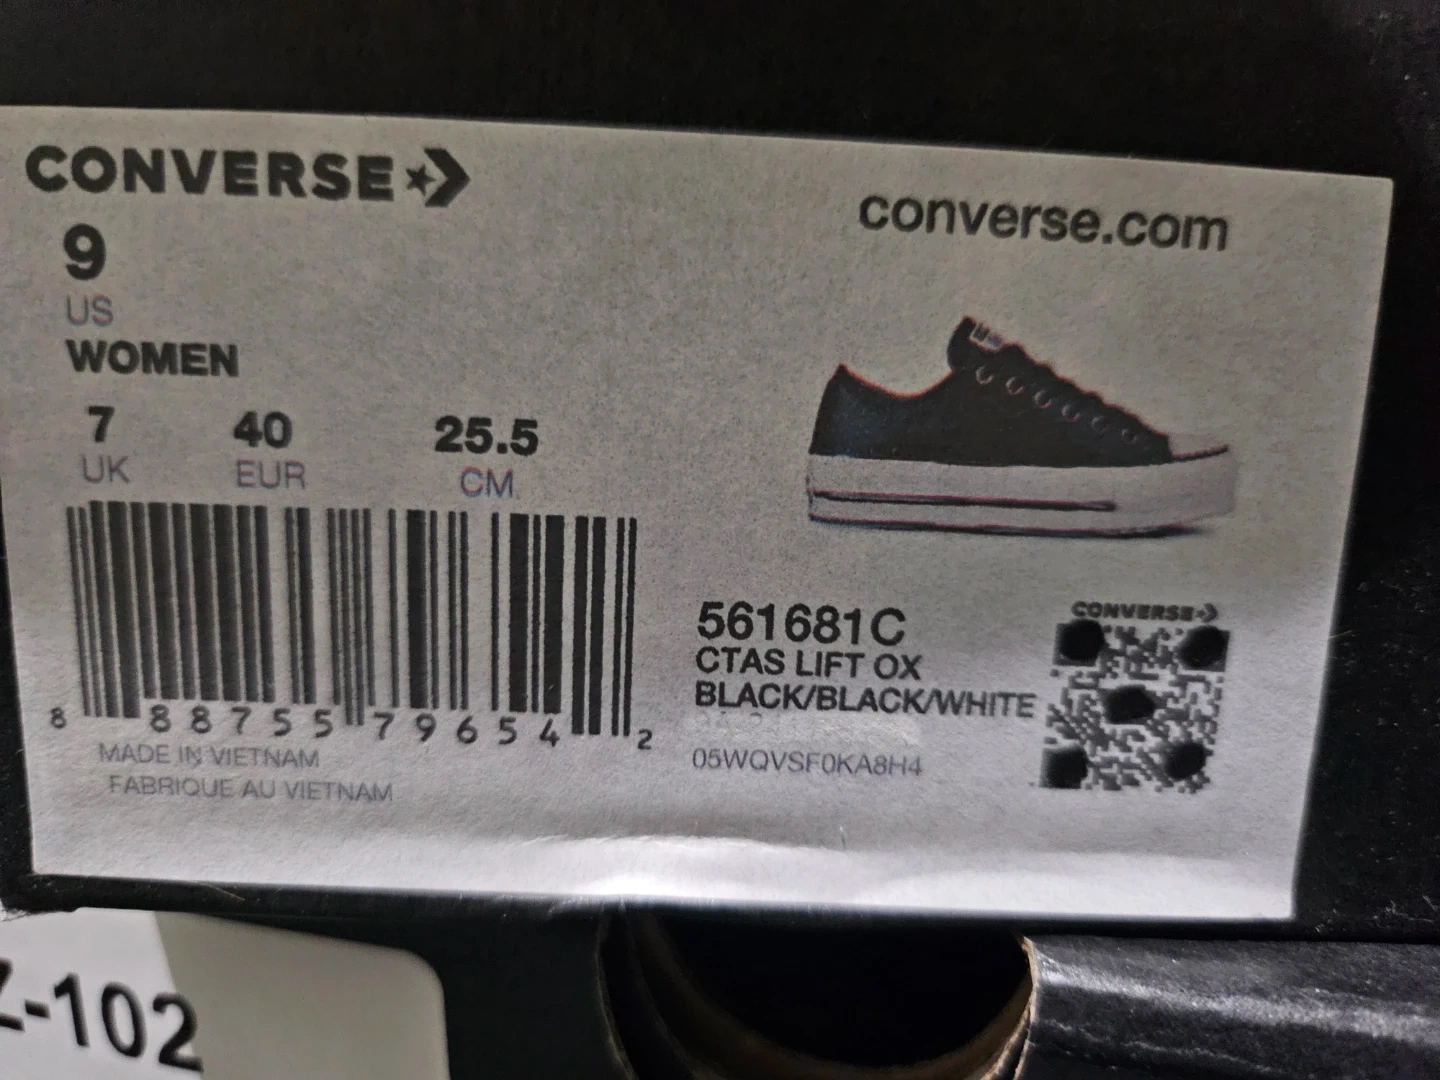 CONVERSE
converse.com
9
US
WOMEN
7 40 25.5
UK EUR CM
8 88755 79654 2
MADE IN VIETNAM
FABRIQUE AU VIETNAM
561681C
CTAS LIFT OX
BLACK/BLACK/WHITE
05WQVSF0KA8H4
CONVERSE
-102